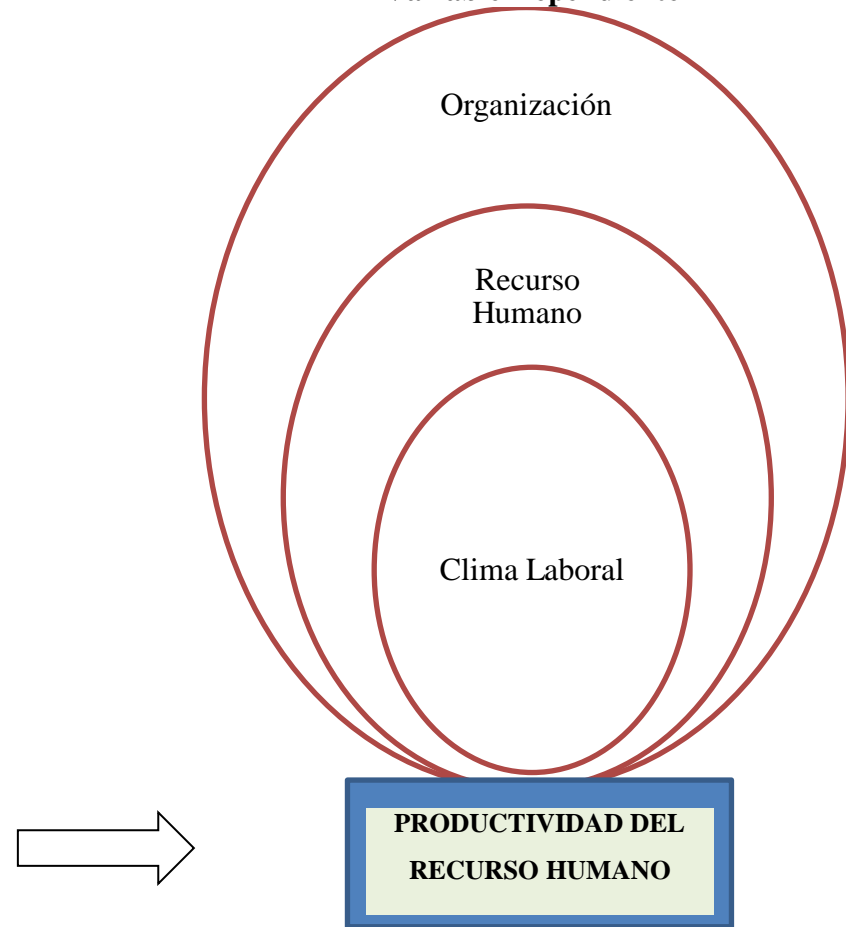 Organización
Recurso
Humano
Clima Laboral
PRODUCTIVIDAD DEL
RECURSO HUMANO